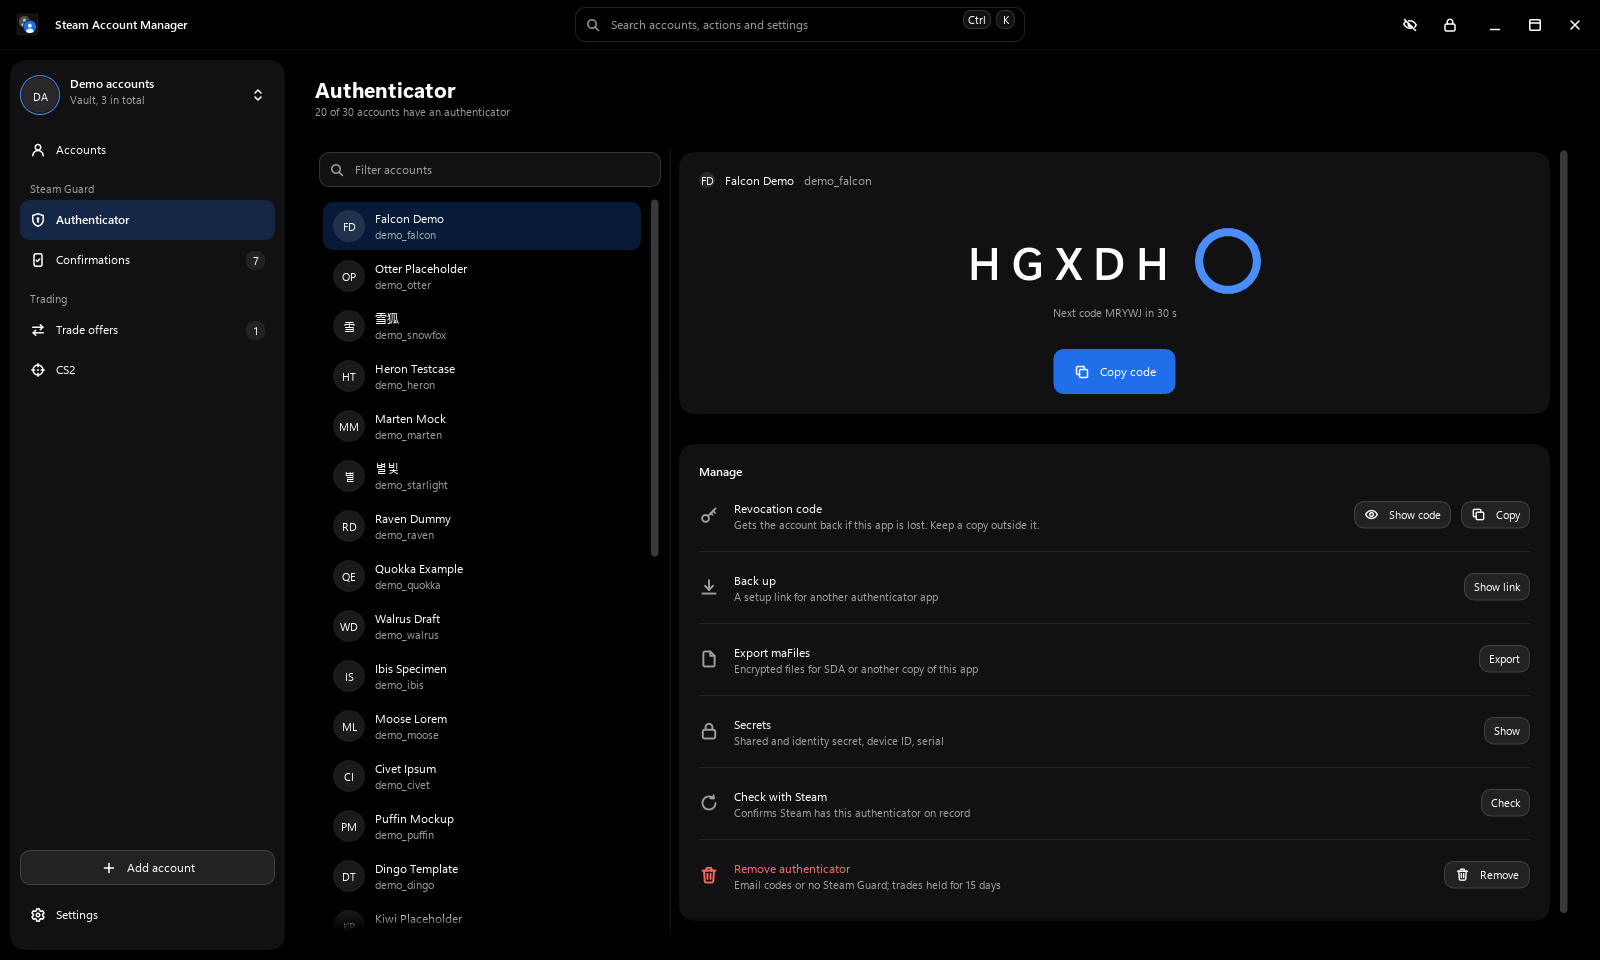 Steam Account Manager
Search accounts, actions and settings
Ctrl K
DA
Demo accounts
Vault, 3 in total
Accounts
Steam Guard
Authenticator
Confirmations
7
Trading
Trade offers
1
CS2
Add account
Settings
Authenticator
20 of 30 accounts have an authenticator
Filter accounts
FD
Falcon Demo
demo_falcon
OP
Otter Placeholder
demo_otter
雪
雪狐
demo_snowfox
HT
Heron Testcase
demo_heron
MM
Marten Mock
demo_marten
별
별빛
demo_starlight
RD
Raven Dummy
demo_raven
QE
Quokka Example
demo_quokka
WD
Walrus Draft
demo_walrus
IS
Ibis Specimen
demo_ibis
ML
Moose Lorem
demo_moose
CI
Civet Ipsum
demo_civet
PM
Puffin Mockup
demo_puffin
DT
Dingo Template
demo_dingo
KP
Kiwi Placeholder
FD Falcon Demo demo_falcon
HGXDH
Next code MRYWJ in 30 s
Copy code
Manage
Revocation code
Gets the account back if this app is lost. Keep a copy outside it.
Show code
Copy
Back up
A setup link for another authenticator app
Show link
Export maFiles
Encrypted files for SDA or another copy of this app
Export
Secrets
Shared and identity secret, device ID, serial
Show
Check with Steam
Confirms Steam has this authenticator on record
Check
Remove authenticator
Email codes or no Steam Guard; trades held for 15 days
Remove